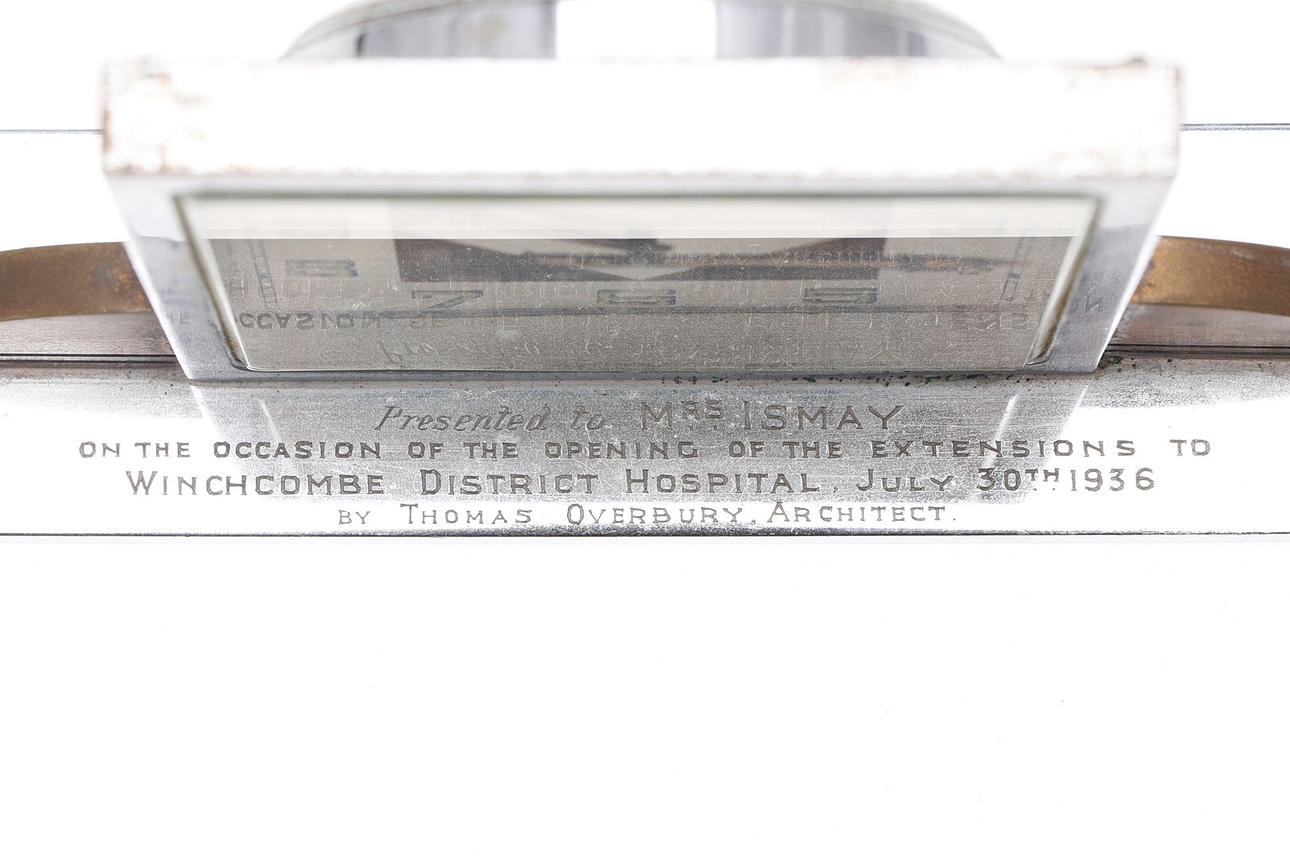 Presented to MRS ISMAY
ON THE OCCASION OF THE OPENING OF THE EXTENSIONS TO
WINCHCOMBE DISTRICT HOSPITAL, JULY 30TH 1936
BY THOMAS OVERBURY, ARCHITECT.